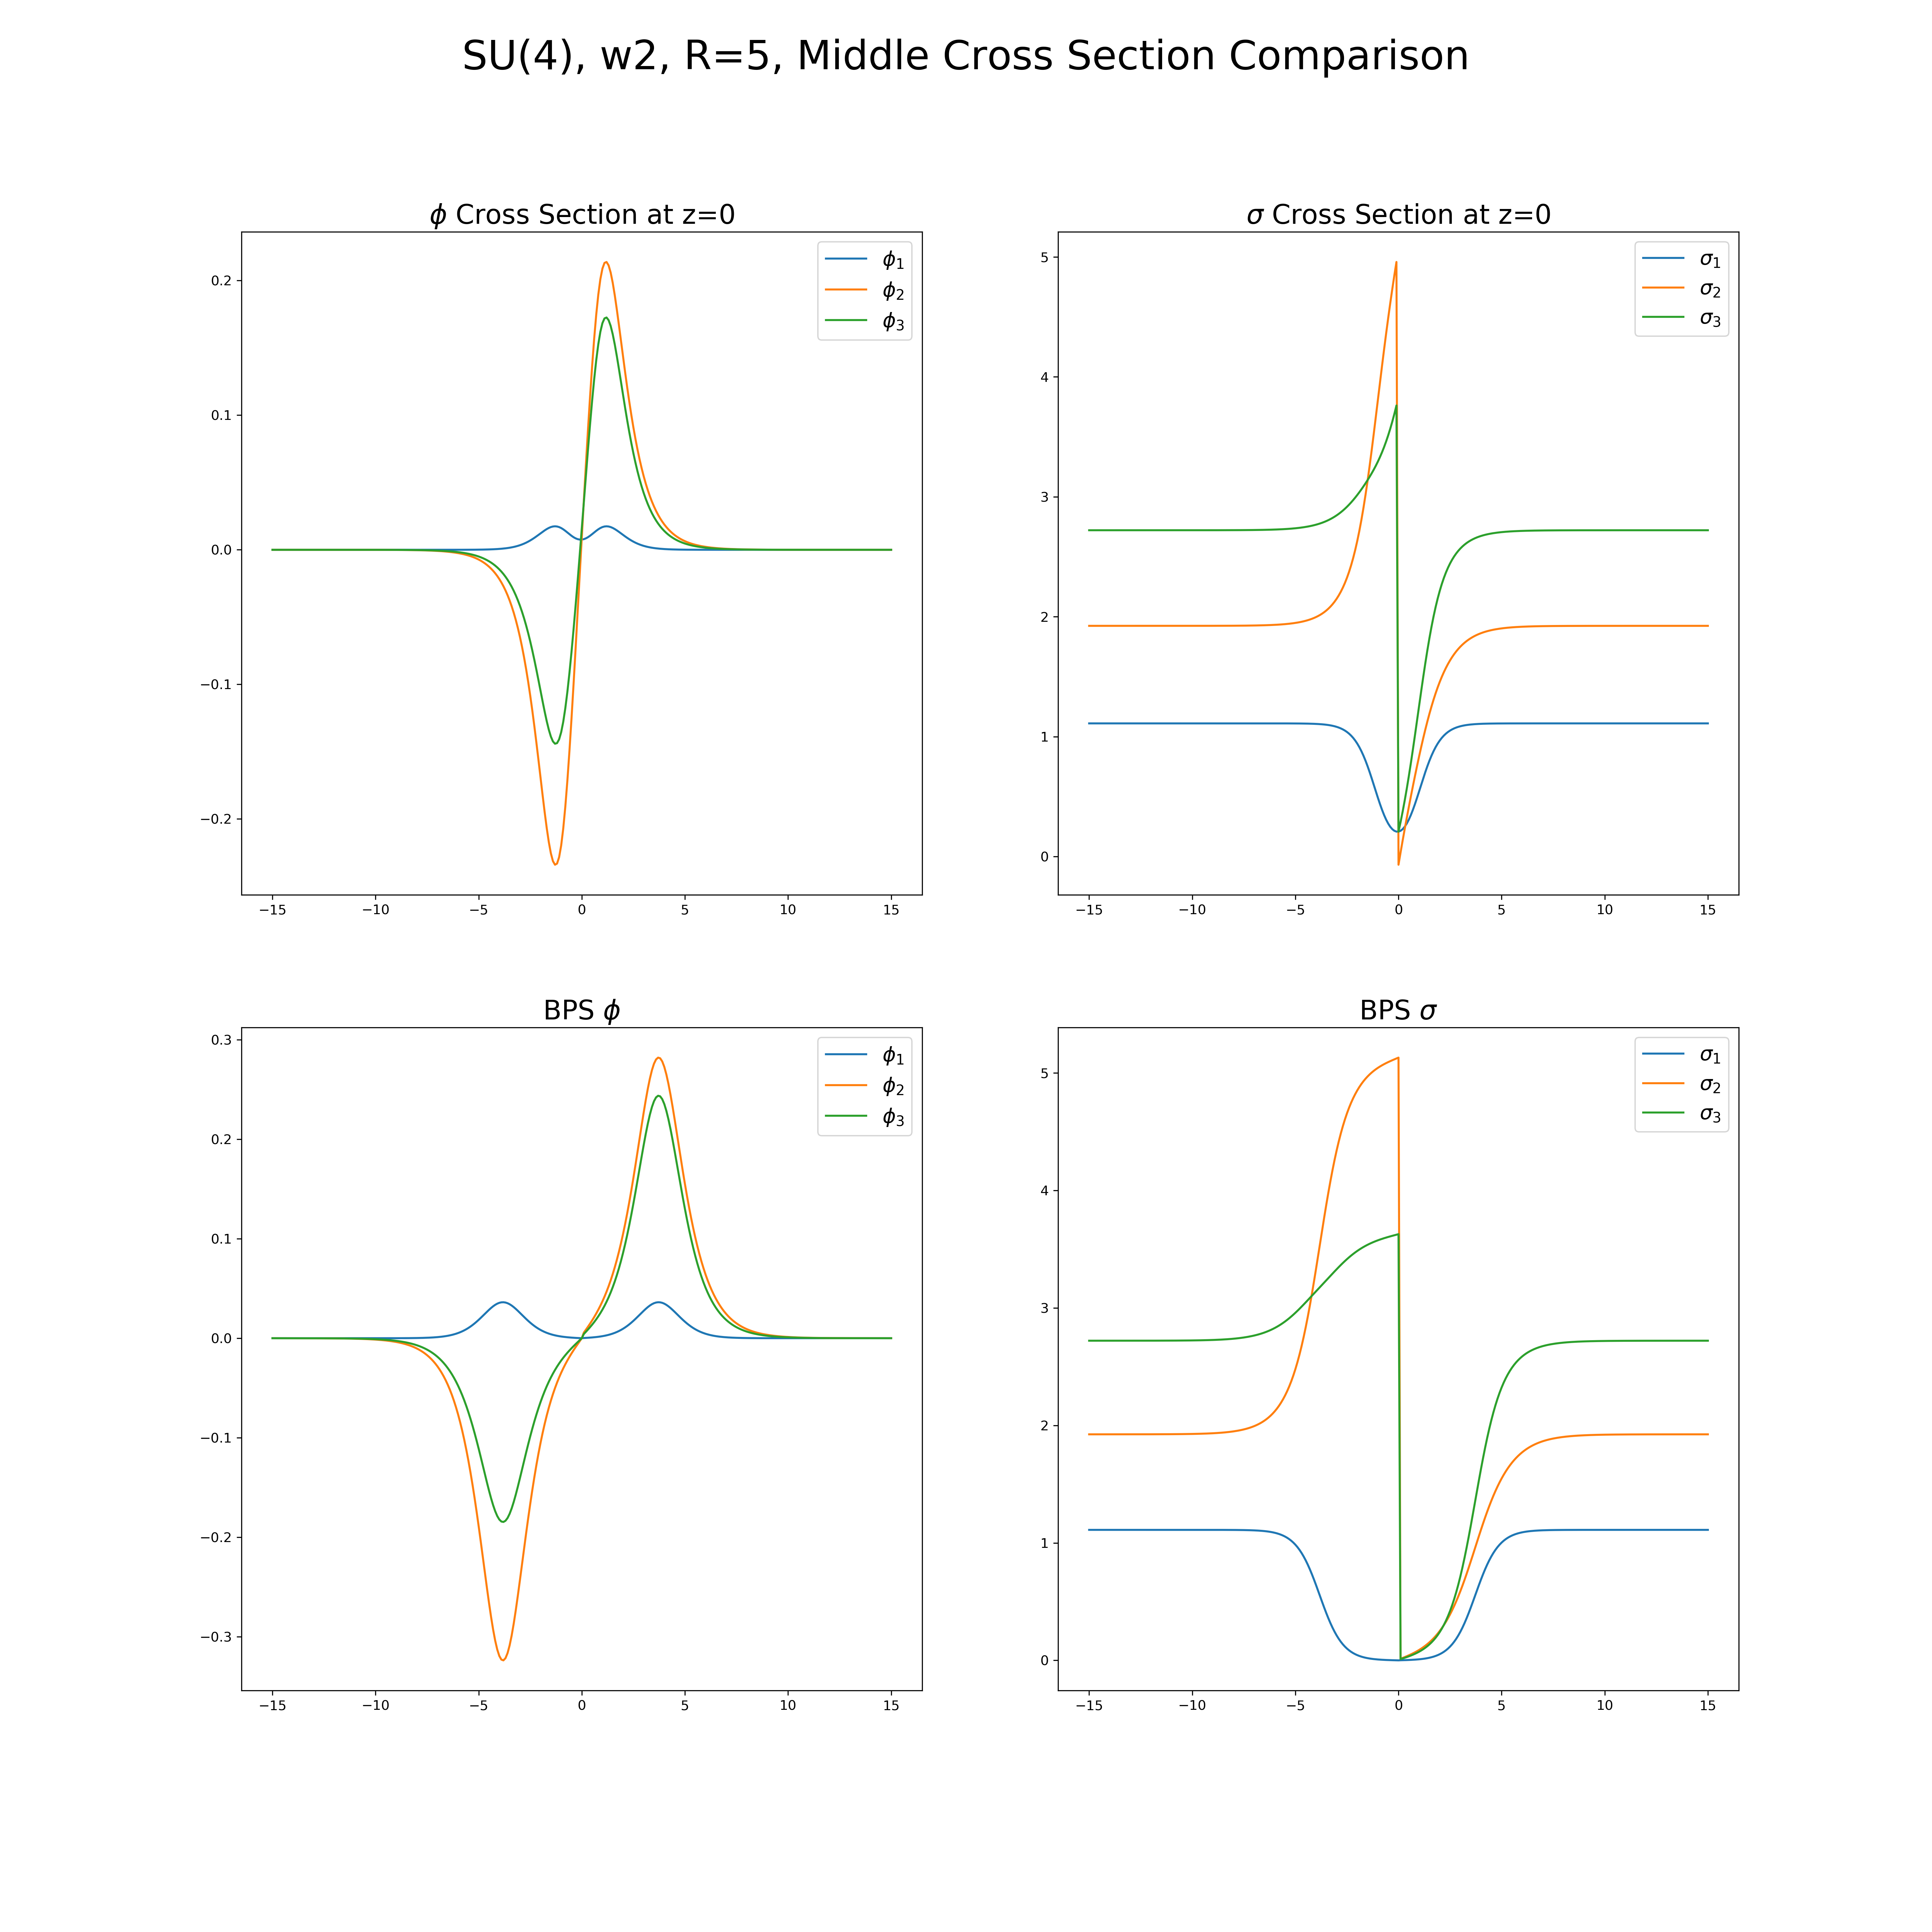 SU(4), w2, R=5, Middle Cross Section Comparison
ϕ Cross Section at z=0
0.2
0.1
0.0
−0.1
−0.2
−15 −10 −5 0 5 10 15
ϕ1
ϕ2
ϕ3
σ Cross Section at z=0
5
4
3
2
1
0
−15 −10 −5 0 5 10 15
σ1
σ2
σ3
BPS ϕ
0.3
0.2
0.1
0.0
−0.1
−0.2
−0.3
−15 −10 −5 0 5 10 15
ϕ1
ϕ2
ϕ3
BPS σ
5
4
3
2
1
0
−15 −10 −5 0 5 10 15
σ1
σ2
σ3